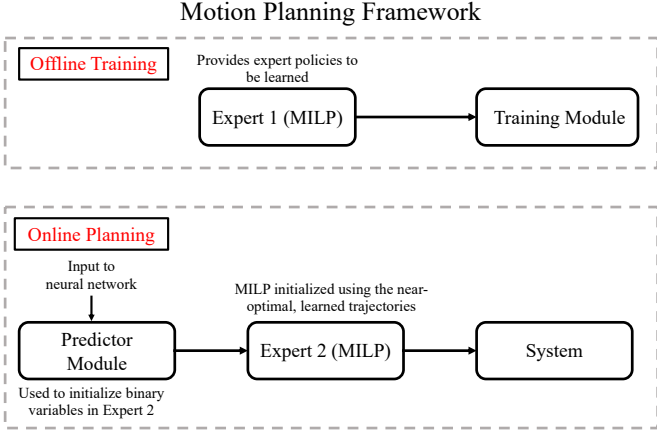 Motion Planning Framework
Offline Training
Provides expert policies to
be learned
Expert 1 (MILP)
Training Module
Online Planning
Input to
neural network
MILP initialized using the near-
optimal, learned trajectories
Predictor
Module
Expert 2 (MILP)
System
Used to initialize binary
variables in Expert 2